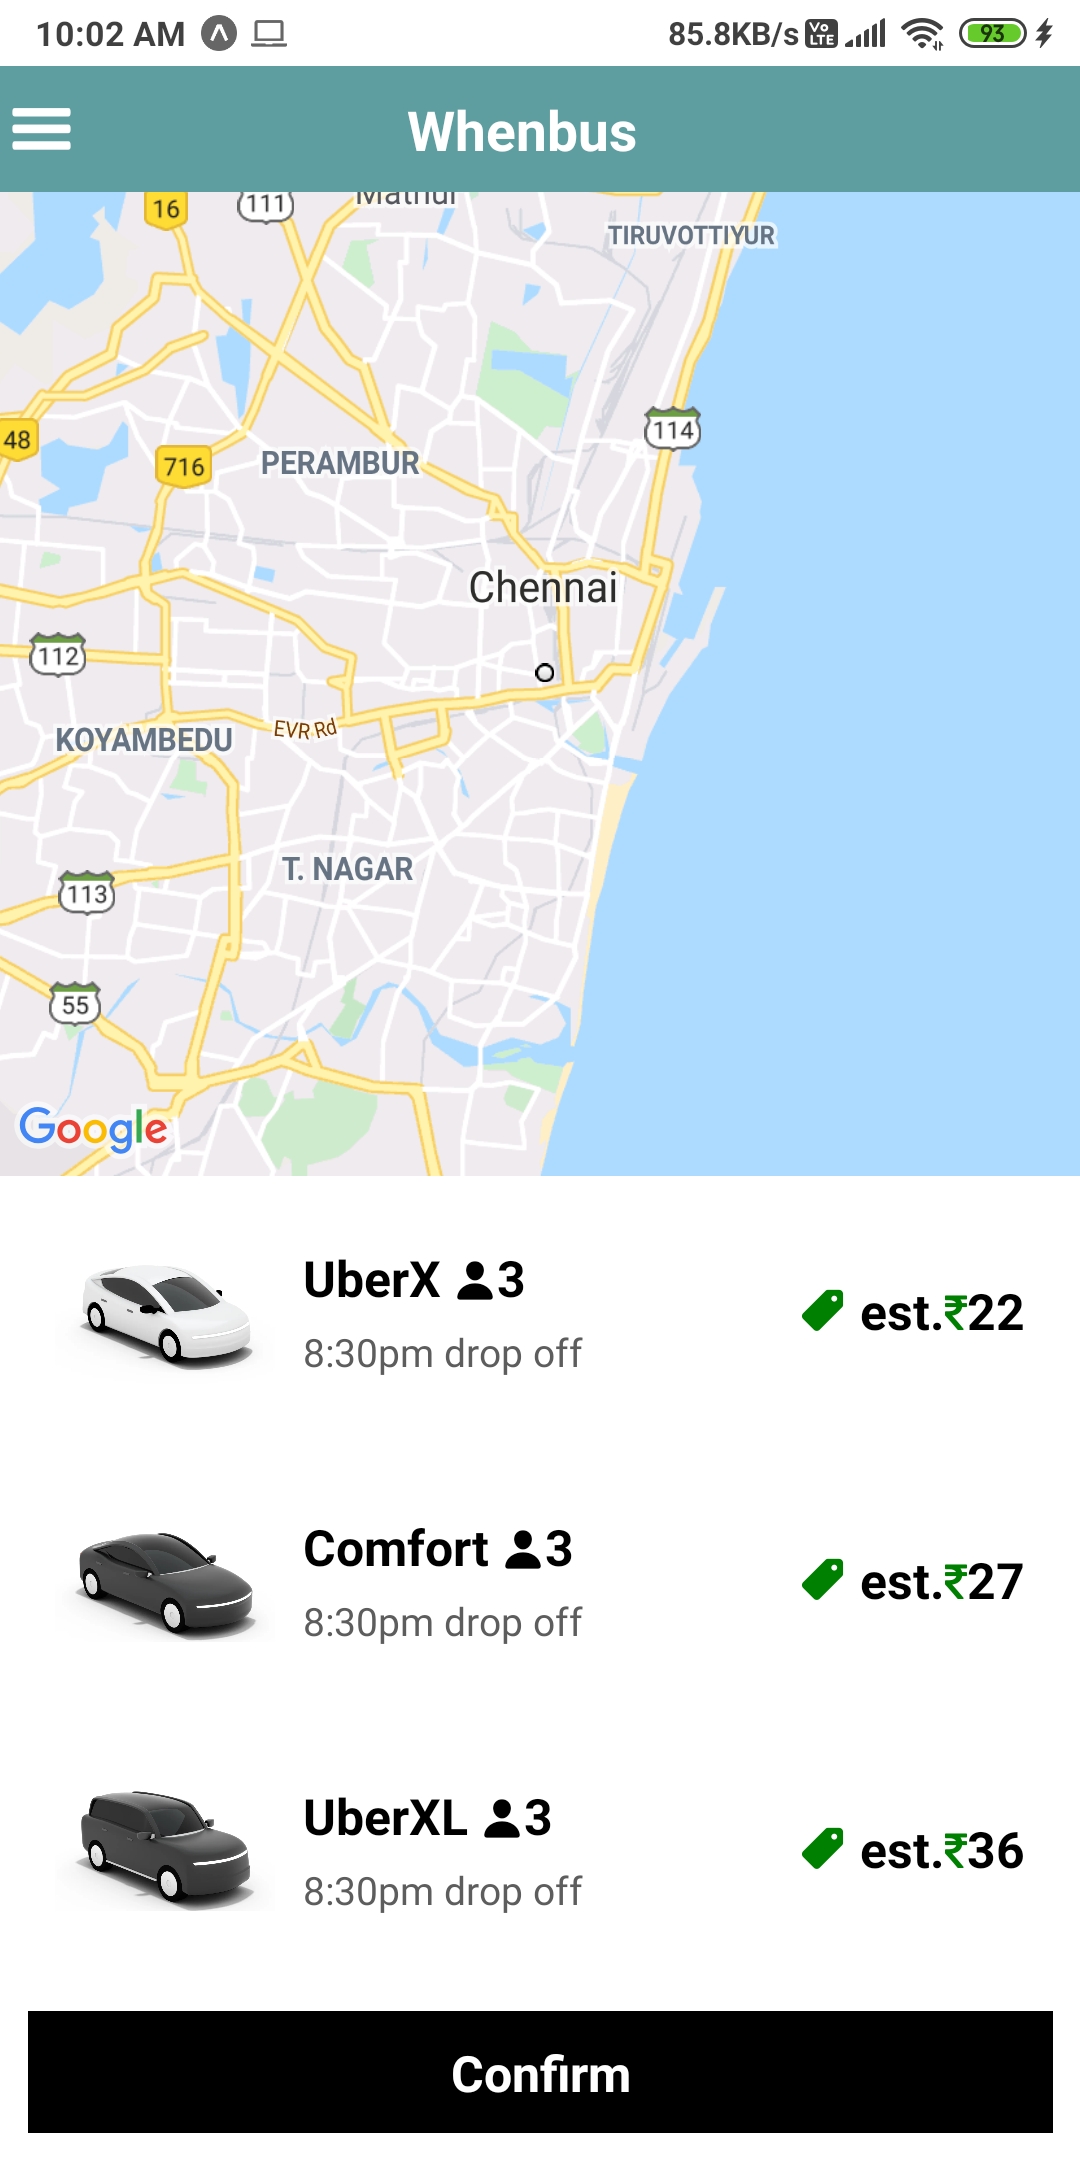 10:02 AM
85.8KB/s Vo LTE 93
Whenbus
16
111
TIRUVOTTIYUR
114
48
716
PERAMBUR
Chennai
112
EVR Rd
KOYAMBEDU
T. NAGAR
113
55
Google
UberX 3
8:30pm drop off
est.₹22
Comfort 3
8:30pm drop off
est.₹27
UberXL 3
8:30pm drop off
est.₹36
Confirm